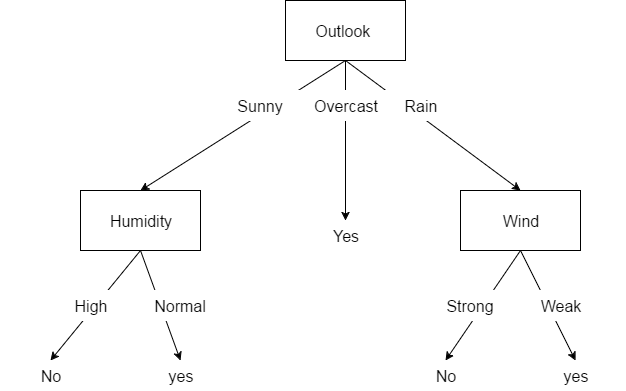 Outlook
Sunny Overcast Rain
Humidity
Wind
Yes
High Normal
Strong Weak
No yes
No yes